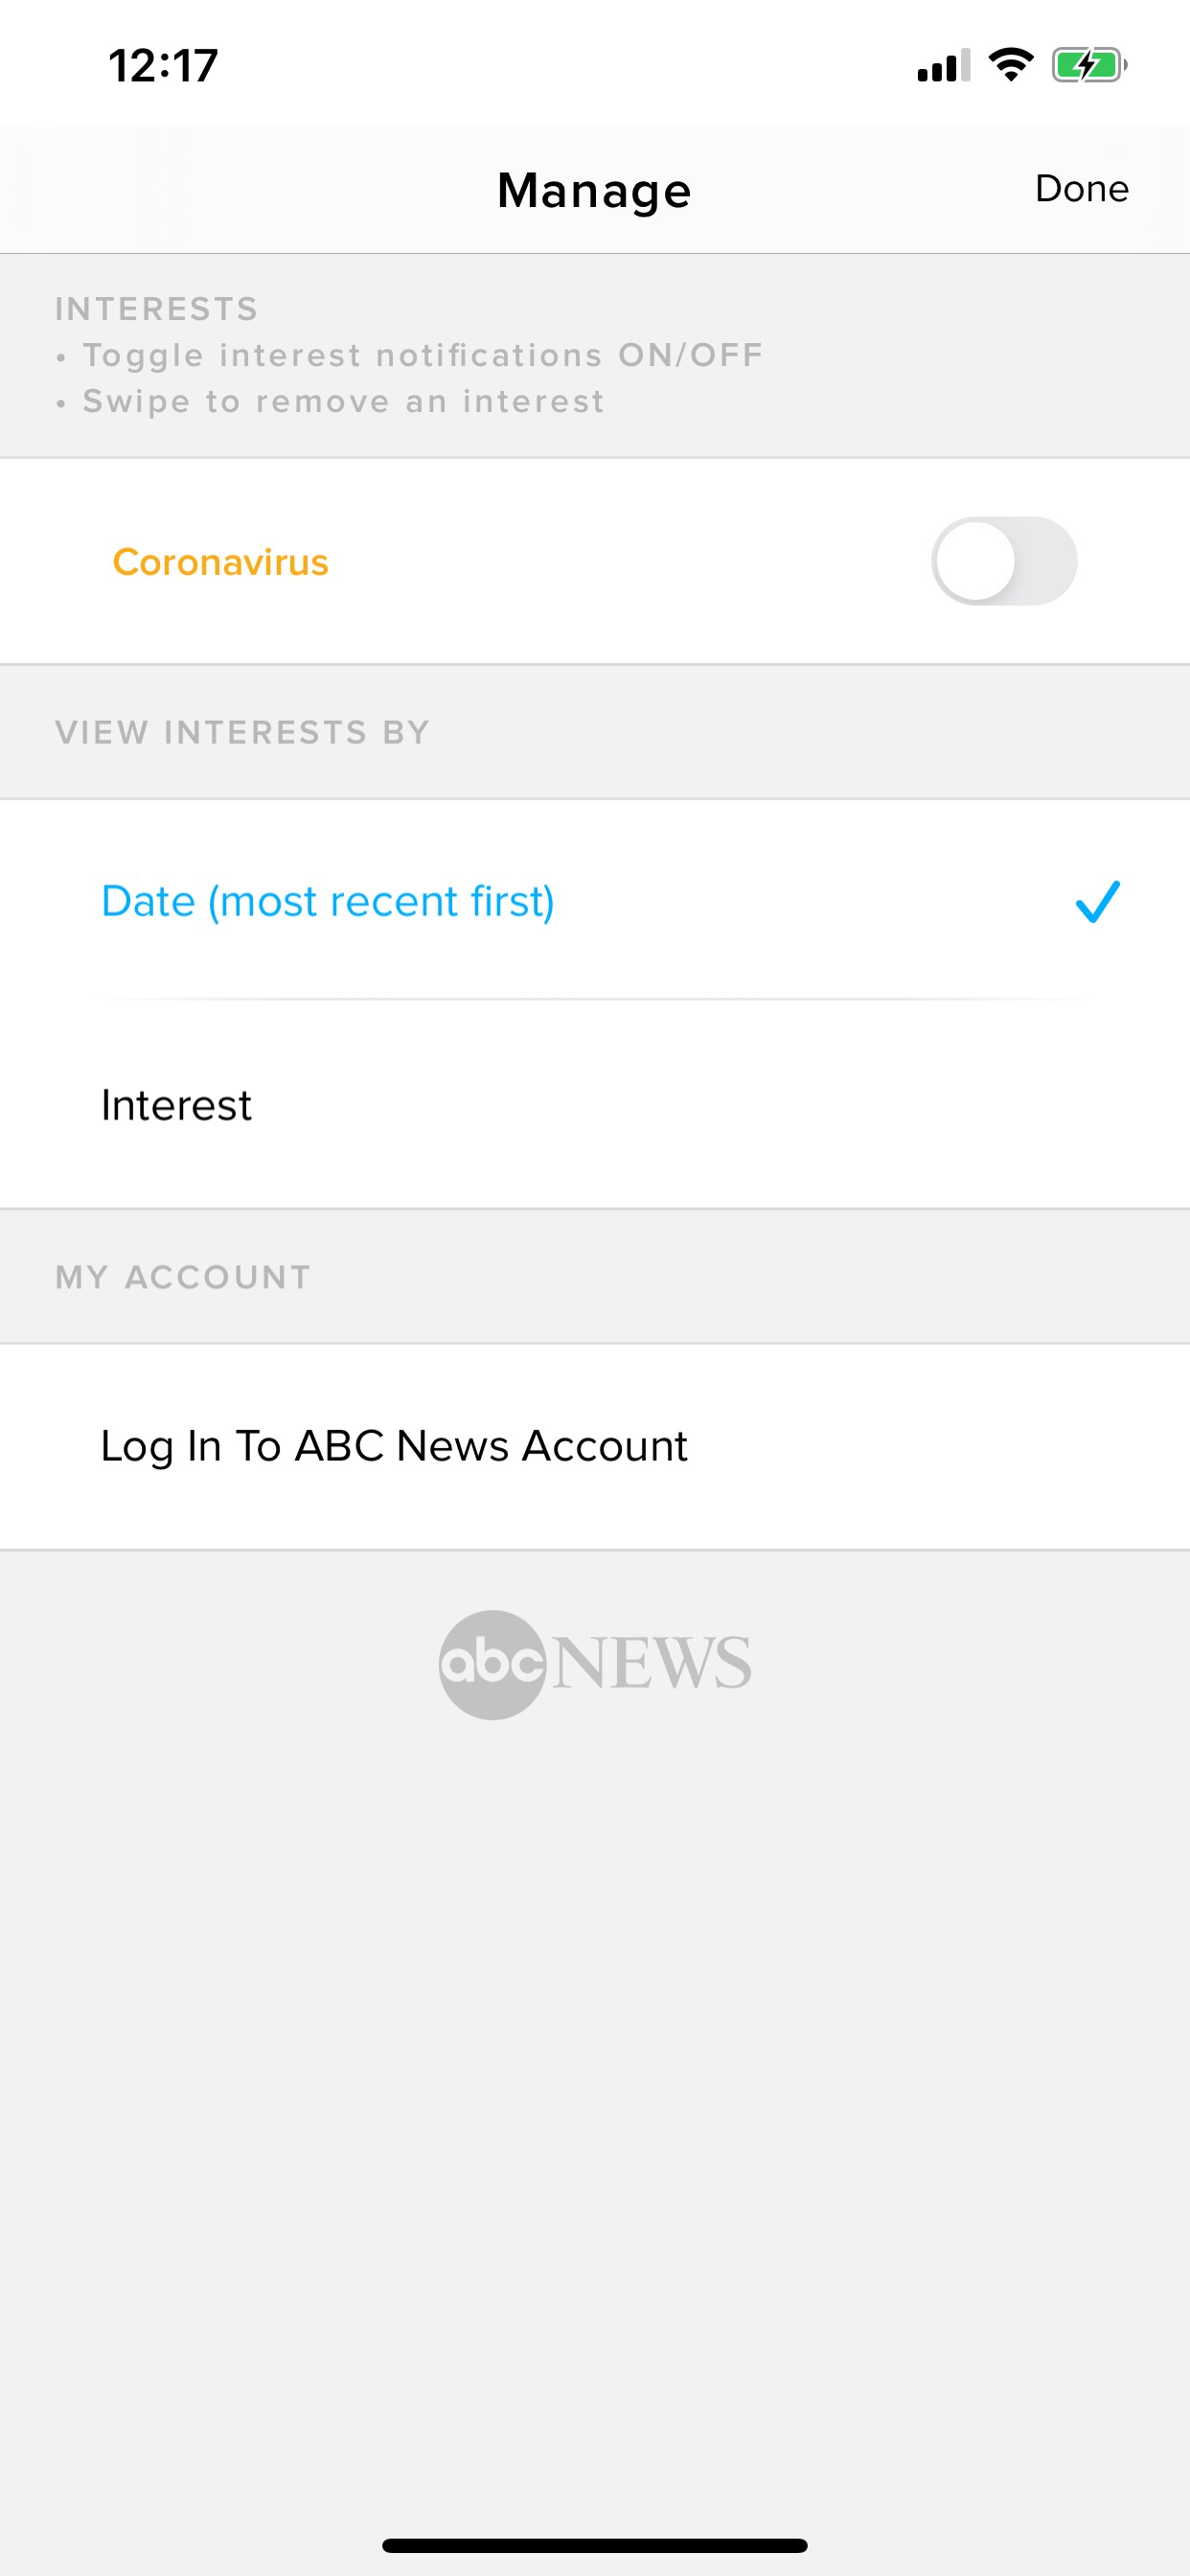 12:17
Manage
Done
INTERESTS
• Toggle interest notifications ON/OFF
• Swipe to remove an interest
Coronavirus
VIEW INTERESTS BY
Date (most recent first)
Interest
MY ACCOUNT
Log In To ABC News Account
abc NEWS